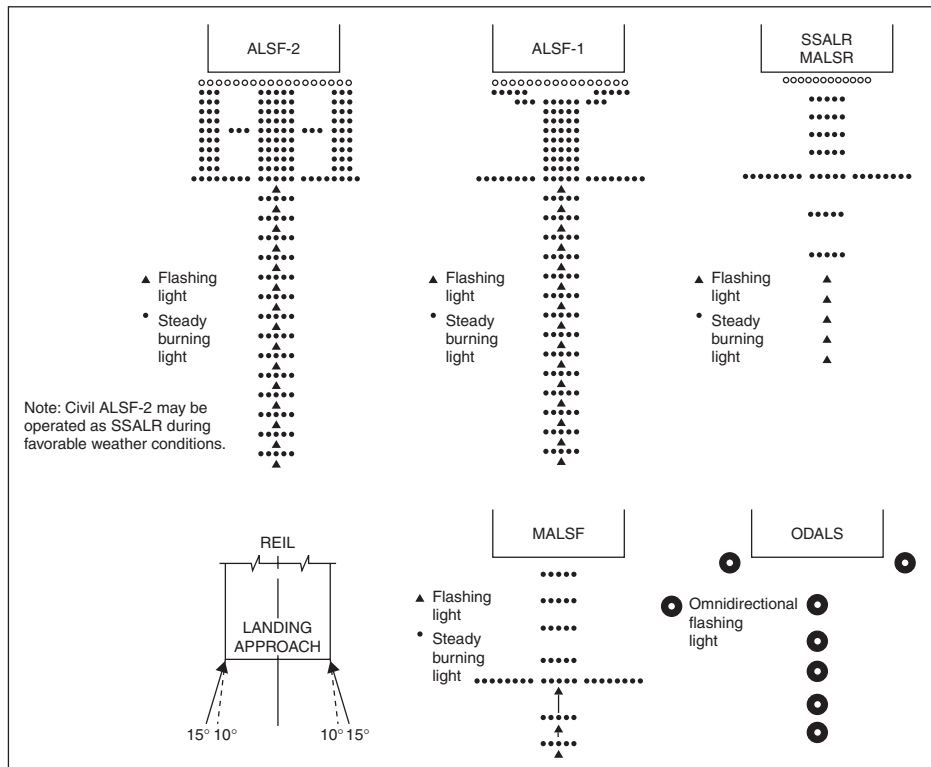 ALSF-2
ALSF-1
SSALR
MALSR
▲ Flashing
light
• Steady
burning
light
▲ Flashing
light
• Steady
burning
light
▲ Flashing
light
• Steady
burning
light
Note: Civil ALSF-2 may be
operated as SSALR during
favorable weather conditions.
REIL
LANDING
APPROACH
15° 10°
10° 15°
MALSF
▲ Flashing
light
• Steady
burning
light
ODALS
Omnidirectional
flashing
light